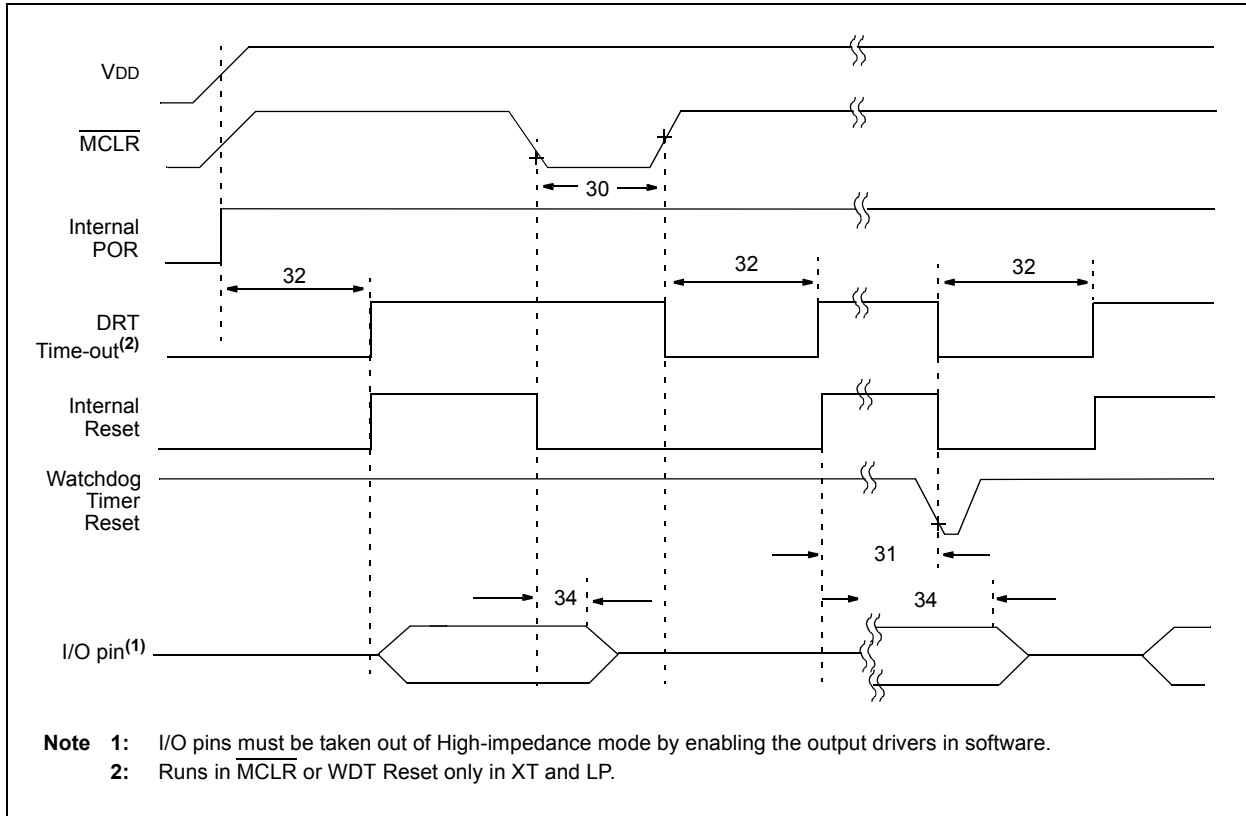 VDD
MCLR
30
Internal
POR
32
32
32
DRT
Time-out(2)
Internal
Reset
Watchdog
Timer
Reset
31
34
34
I/O pin(1)
Note 1: I/O pins must be taken out of High-impedance mode by enabling the output drivers in software.
2: Runs in MCLR or WDT Reset only in XT and LP.